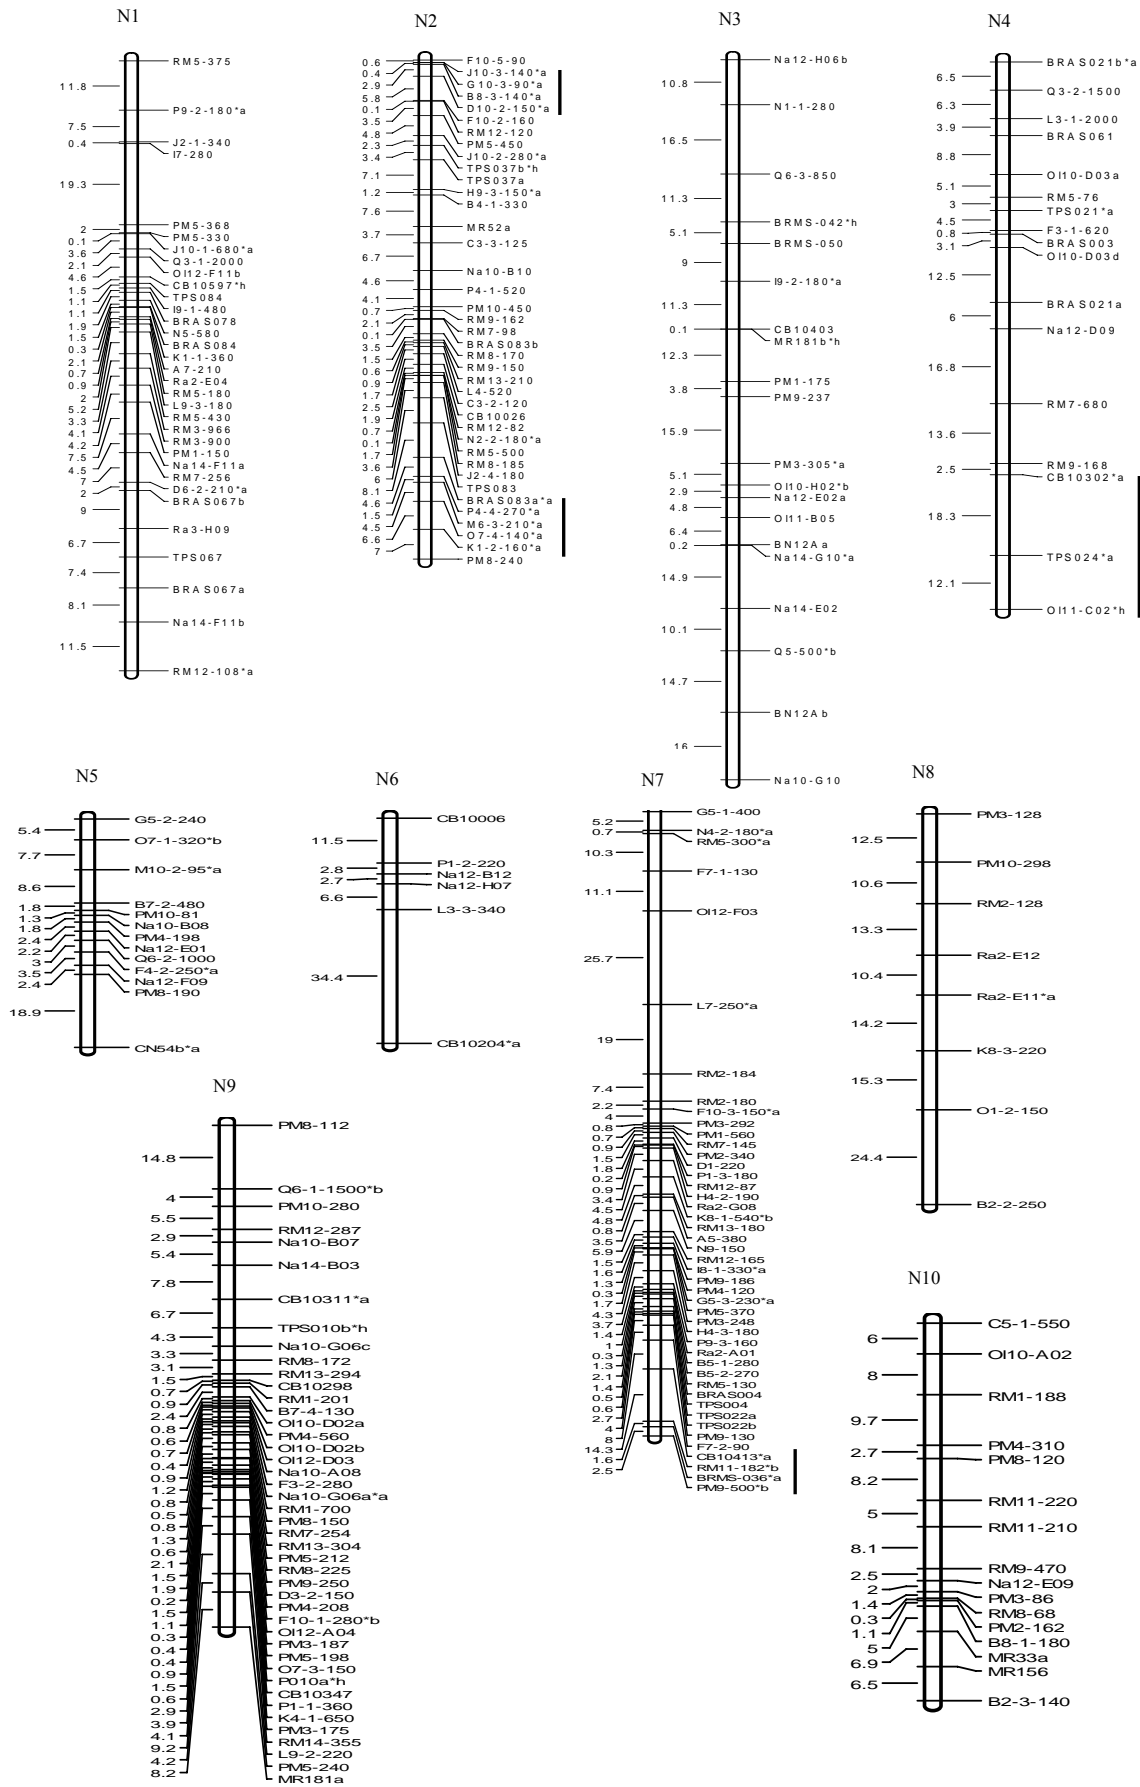 N1
11.8
7.5
0.4
19.3
2
0.1
3.6
2.1
4.6
1.5
1.1
1.1
1.9
1.5
0.3
2.1
0.7
0.9
2
5.2
3.3
4.1
4.2
7.5
4.5
7
2
9
6.7
7.4
8.1
11.5
RM5-375
P9-2-180*a
J2-1-340
I7-280
PM5-368
PM5-330
J10-1-680*a
Q3-1-2000
Ol12-F11b
CB10597*h
TPS084
I9-1-480
BRAS078
N5-580
BRAS084
K1-1-360
A7-210
Ra2-E04
RM5-180
L9-3-180
RM5-430
RM3-966
RM3-900
PM1-150
Na14-F11a
RM7-256
D6-2-210*a
BRAS067b
Ra3-H09
TPS067
BRAS067a
Na14-F11b
RM12-108*a
N2
0.6
0.4
2.9
5.8
0.1
3.5
4.8
2.3
3.4
7.1
1.2
7.6
3.7
6.7
4.6
4.1
0.7
2.1
0.1
3.5
1.5
0.6
0.9
1.7
2.5
1.9
0.7
0.1
1.7
3.6
6
8.1
4.6
1.5
4.5
6.6
7
F10-5-90
J10-3-140*a
G10-3-90*a
B8-3-140*a
D10-2-150*a
F10-2-160
RM12-120
PM5-450
J10-2-280*a
TPS037b*h
TPS037a
H9-3-150*a
B4-1-330
MR52a
C3-3-125
Na10-B10
P4-1-520
PM10-450
RM9-162
RM7-98
BRAS083b
RM8-170
RM9-150
RM13-210
L4-520
C3-2-120
CB10026
RM12-82
N2-2-180*a
RM5-500
RM8-185
J2-4-180
TPS083
BRAS083a*a
P4-4-270*a
M6-3-210*a
O7-4-140*a
K1-2-160*a
PM8-240
N3
10.8
16.5
11.3
5.1
9
11.3
0.1
12.3
3.8
15.9
5.1
2.9
4.8
6.4
0.2
14.9
10.1
14.7
16
Na12-H06b
N1-1-280
Q6-3-850
BRMS-042*h
BRMS-050
I9-2-180*a
CB10403
MR181b*h
PM1-175
PM9-237
PM3-305*a
Ol10-H02*b
Na12-E02a
Ol11-B05
BN12Aa
Na14-G10*a
Na14-E02
Q5-500*b
BN12Ab
Na10-G10
N4
6.5
6.3
3.9
8.8
5.1
3
4.5
0.8
3.1
12.5
6
16.8
13.6
2.5
18.3
12.1
BRAS021b*a
Q3-2-1500
L3-1-2000
BRAS061
Ol10-D03a
RM5-76
TPS021*a
F3-1-620
BRAS003
Ol10-D03d
BRAS021a
Na12-D09
RM7-680
RM9-168
CB10302*a
TPS024*a
Ol11-C02*h
N5
5.4
7.7
8.6
1.8
1.3
1.8
2.4
2.2
3
3.5
2.4
18.9
G5-2-240
O7-1-320*b
M10-2-95*a
B7-2-480
PM10-81
Na10-B08
PM4-198
Na12-E01
Q6-2-1000
F4-2-250*a
Na12-F09
PM8-190
CN54b*a
N6
11.5
2.8
2.7
6.6
34.4
CB10006
P1-2-220
Na12-B12
Na12-H07
L3-3-340
CB10204*a
N7
5.2
0.7
10.3
11.1
25.7
19
7.4
2.2
4
0.8
0.7
0.9
1.5
1.8
0.2
0.9
3.4
4.5
4.8
0.8
3.5
5.9
1.5
1.6
1.3
0.3
1.7
4.3
3.7
1.4
1
0.3
1.3
2.1
1.4
0.5
0.6
2.7
4
8
14.3
1.6
2.5
G5-1-400
N4-2-180*a
RM5-300*a
F7-1-130
Ol12-F03
L7-250*a
RM2-184
RM2-180
F10-3-150*a
PM3-292
PM1-560
RM7-145
PM2-340
D1-220
P1-3-180
RM12-87
H4-2-190
Ra2-G08
K8-1-540*b
RM13-180
A5-380
N9-150
RM12-165
I8-1-330*a
PM9-186
PM4-120
G5-3-230*a
PM5-370
PM3-248
H4-3-180
P9-3-160
Ra2-A01
B5-1-280
B5-2-270
RM5-130
BRAS004
TPS004
TPS022a
TPS022b
PM9-130
F7-2-90
CB10413*a
RM11-182*b
BRMS-036*a
PM9-500*b
N8
12.5
10.6
13.3
10.4
14.2
15.3
24.4
PM3-128
PM10-298
RM2-128
Ra2-E12
Ra2-E11*a
K8-3-220
O1-2-150
B2-2-250
N9
14.8
4
5.5
2.9
5.4
7.8
6.7
4.3
3.3
3.1
1.5
0.7
0.9
2.4
0.8
0.6
0.7
0.4
0.9
1.2
0.8
0.5
0.8
1.3
0.6
2.1
1.5
1.9
0.2
1.5
1.1
0.3
0.4
0.4
0.9
1.5
0.6
2.9
3.9
4.1
9.2
4.2
8.2
PM8-112
Q6-1-1500*b
PM10-280
RM12-287
Na10-B07
Na14-B03
CB10311*a
TPS010b*h
Na10-G06c
RM8-172
RM13-294
CB10298
RM1-201
B7-4-130
Ol10-D02a
PM4-560
Ol10-D02b
Ol12-D03
Na10-A08
F3-2-280
Na10-G06a*a
RM1-700
PM8-150
RM7-254
RM13-304
PM5-212
RM8-225
PM9-250
D3-2-150
PM4-208
F10-1-280*b
Ol12-A04
PM3-187
PM5-198
O7-3-150
P010a*h
CB10347
P1-1-360
K4-1-650
PM3-175
RM14-355
L9-2-220
PM5-240
MR181a
N10
6
8
9.7
2.7
8.2
5
8.1
2.5
2
1.4
0.3
1.1
5
6.9
6.5
C5-1-550
Ol10-A02
RM1-188
PM4-310
PM8-120
RM11-220
RM11-210
RM9-470
Na12-E09
PM3-86
RM8-68
PM2-162
B8-1-180
MR33a
MR156
B2-3-140